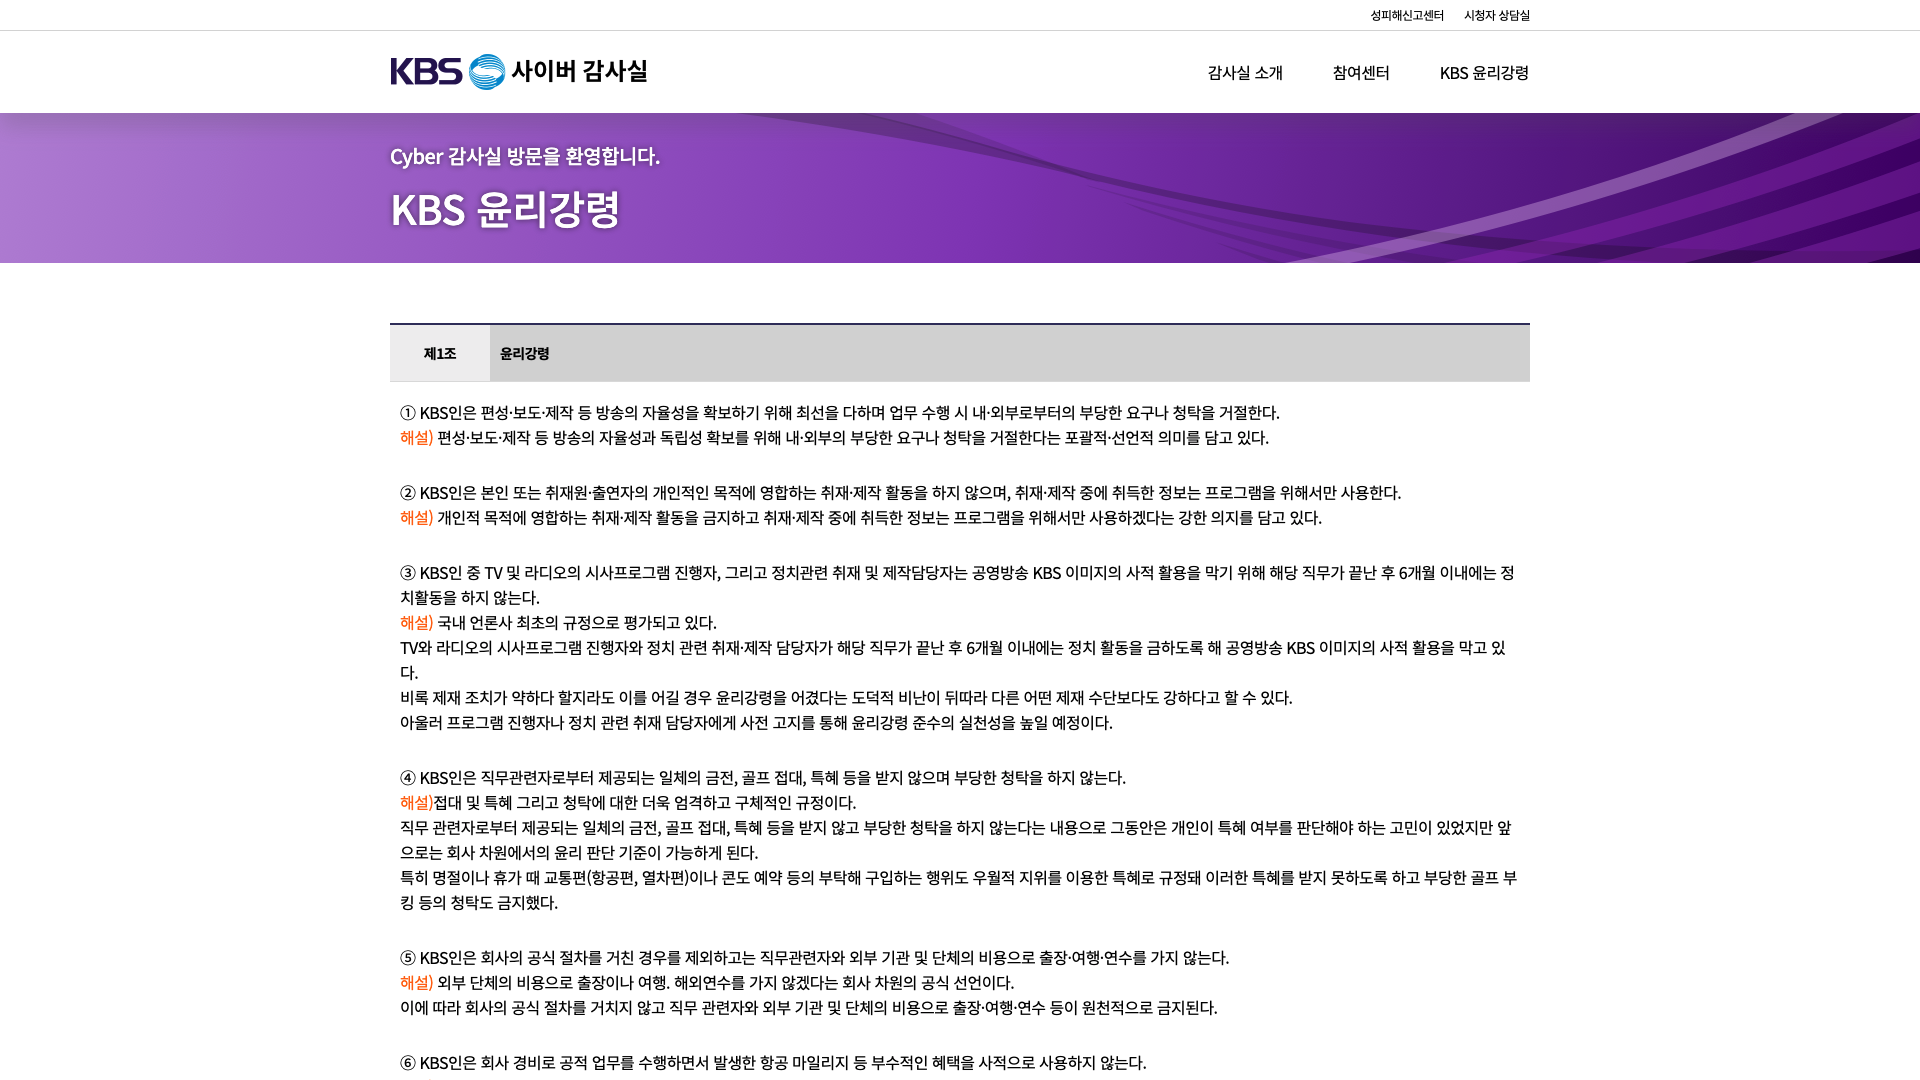 성피해신고센터 시청자 상담실
KBS 사이버 감사실
감사실 소개 참여센터 KBS 윤리강령
Cyber 감사실 방문을 환영합니다.
KBS 윤리강령
제1조 윤리강령
① KBS인은 편성·보도·제작 등 방송의 자율성을 확보하기 위해 최선을 다하며 업무 수행 시 내·외부로부터의 부당한 요구나 청탁을 거절한다.
해설) 편성·보도·제작 등 방송의 자율성과 독립성 확보를 위해 내·외부의 부당한 요구나 청탁을 거절한다는 포괄적·선언적 의미를 담고 있다.
② KBS인은 본인 또는 취재원·출연자의 개인적인 목적에 영합하는 취재·제작 활동을 하지 않으며, 취재·제작 중에 취득한 정보는 프로그램을 위해서만 사용한다.
해설) 개인적 목적에 영합하는 취재·제작 활동을 금지하고 취재·제작 중에 취득한 정보는 프로그램을 위해서만 사용하겠다는 강한 의지를 담고 있다.
③ KBS인 중 TV 및 라디오의 시사프로그램 진행자, 그리고 정치관련 취재 및 제작담당자는 공영방송 KBS 이미지의 사적 활용을 막기 위해 해당 직무가 끝난 후 6개월 이내에는 정
치활동을 하지 않는다.
해설) 국내 언론사 최초의 규정으로 평가되고 있다.
TV와 라디오의 시사프로그램 진행자와 정치 관련 취재·제작 담당자가 해당 직무가 끝난 후 6개월 이내에는 정치 활동을 금하도록 해 공영방송 KBS 이미지의 사적 활용을 막고 있
다.
비록 제재 조치가 약하다 할지라도 이를 어길 경우 윤리강령을 어겼다는 도덕적 비난이 뒤따라 다른 어떤 제재 수단보다도 강하다고 할 수 있다.
아울러 프로그램 진행자나 정치 관련 취재 담당자에게 사전 고지를 통해 윤리강령 준수의 실천성을 높일 예정이다.
④ KBS인은 직무관련자로부터 제공되는 일체의 금전, 골프 접대, 특혜 등을 받지 않으며 부당한 청탁을 하지 않는다.
해설)접대 및 특혜 그리고 청탁에 대한 더욱 엄격하고 구체적인 규정이다.
직무 관련자로부터 제공되는 일체의 금전, 골프 접대, 특혜 등을 받지 않고 부당한 청탁을 하지 않는다는 내용으로 그동안은 개인이 특혜 여부를 판단해야 하는 고민이 있었지만 앞
으로는 회사 차원에서의 윤리 판단 기준이 가능하게 된다.
특히 명절이나 휴가 때 교통편(항공편, 열차편)이나 콘도 예약 등의 부탁해 구입하는 행위도 우월적 지위를 이용한 특혜로 규정돼 이러한 특혜를 받지 못하도록 하고 부당한 골프 부
킹 등의 청탁도 금지했다.
⑤ KBS인은 회사의 공식 절차를 거친 경우를 제외하고는 직무관련자와 외부 기관 및 단체의 비용으로 출장·여행·연수를 가지 않는다.
해설) 외부 단체의 비용으로 출장이나 여행. 해외연수를 가지 않겠다는 회사 차원의 공식 선언이다.
이에 따라 회사의 공식 절차를 거치지 않고 직무 관련자와 외부 기관 및 단체의 비용으로 출장·여행·연수 등이 원천적으로 금지된다.
⑥ KBS인은 회사 경비로 공적 업무를 수행하면서 발생한 항공 마일리지 등 부수적인 혜택을 사적으로 사용하지 않는다.